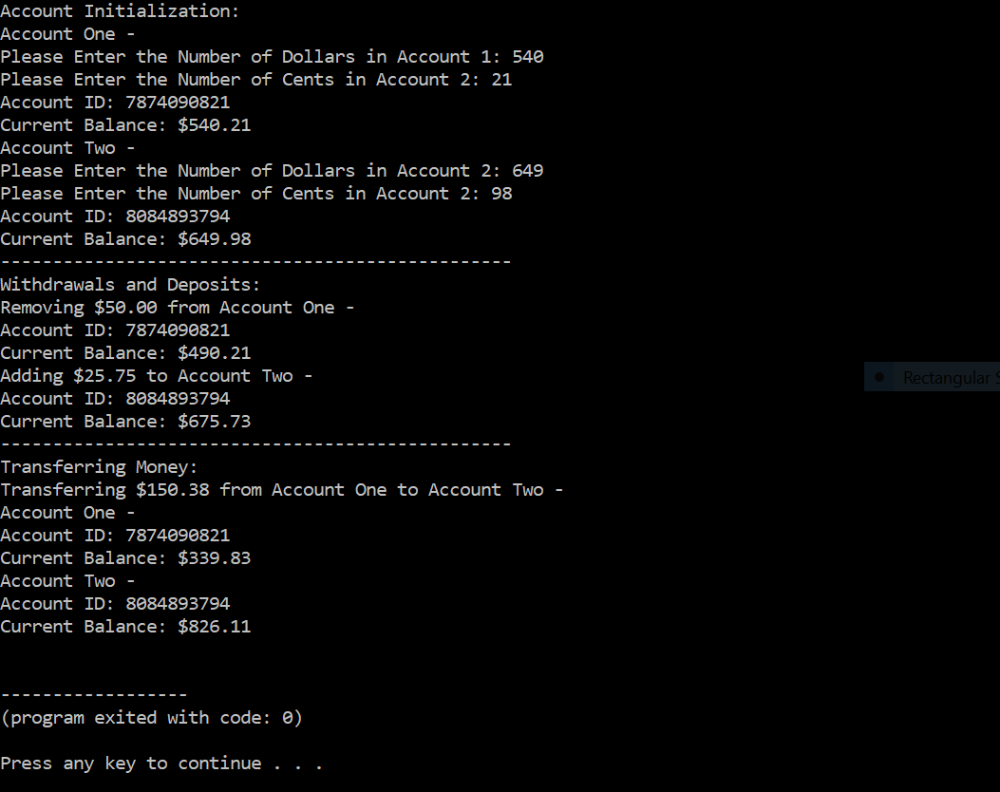 Account Initialization:
Account One -
Please Enter the Number of Dollars in Account 1: 540
Please Enter the Number of Cents in Account 2: 21
Account ID: 7874090821
Current Balance: $540.21
Account Two -
Please Enter the Number of Dollars in Account 2: 649
Please Enter the Number of Cents in Account 2: 98
Account ID: 8084893794
Current Balance: $649.98
-------------------------------------------------
Withdrawals and Deposits:
Removing $50.00 from Account One -
Account ID: 7874090821
Current Balance: $490.21
Adding $25.75 to Account Two -
Account ID: 8084893794
Current Balance: $675.73
-------------------------------------------------
Transferring Money:
Transferring $150.38 from Account One to Account Two -
Account One -
Account ID: 7874090821
Current Balance: $339.83
Account Two -
Account ID: 8084893794
Current Balance: $826.11
------------------
(program exited with code: 0)
Press any key to continue . . .
Rectangular S